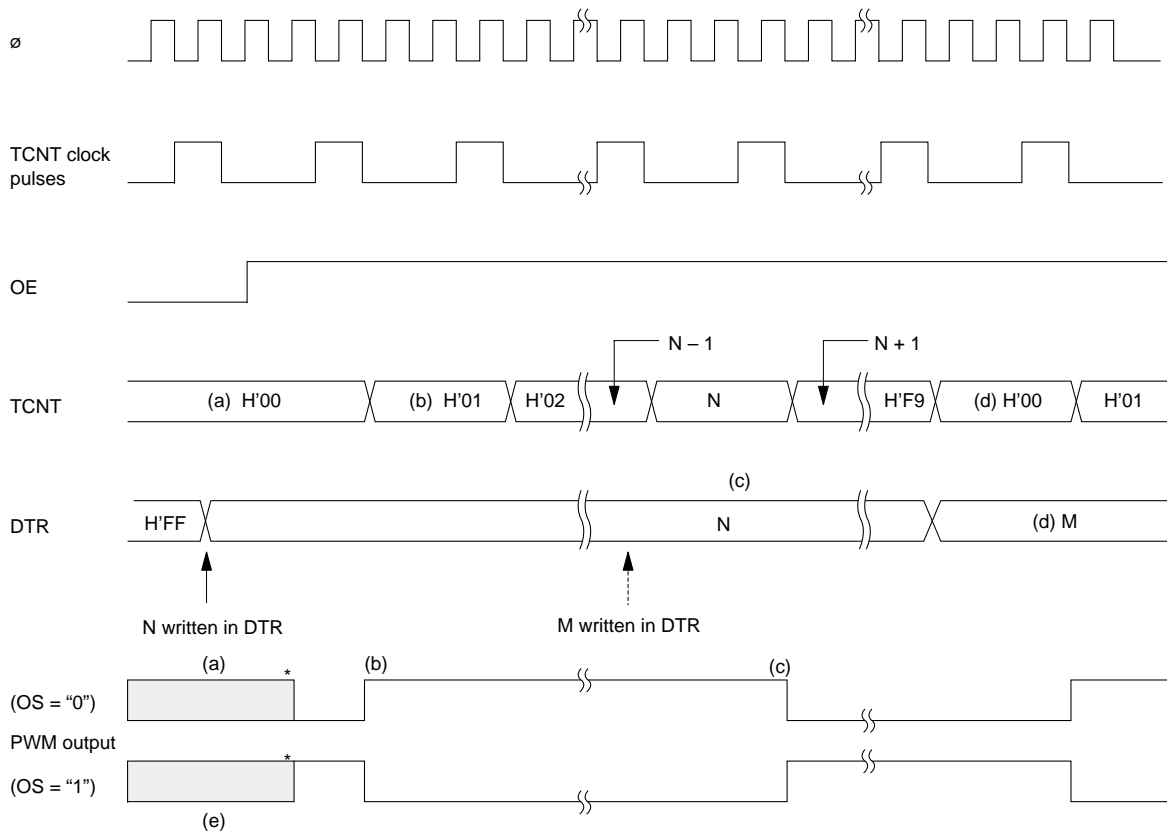 ø
TCNT clock
pulses
OE
N – 1
N + 1
TCNT
(a) H'00
(b) H'01
H'02
N
H'F9
(d) H'00
H'01
(c)
DTR
H'FF
N
(d) M
N written in DTR
M written in DTR
(a)
*
(b)
(c)
(OS = “0”)
PWM output
*
(OS = “1”)
(e)